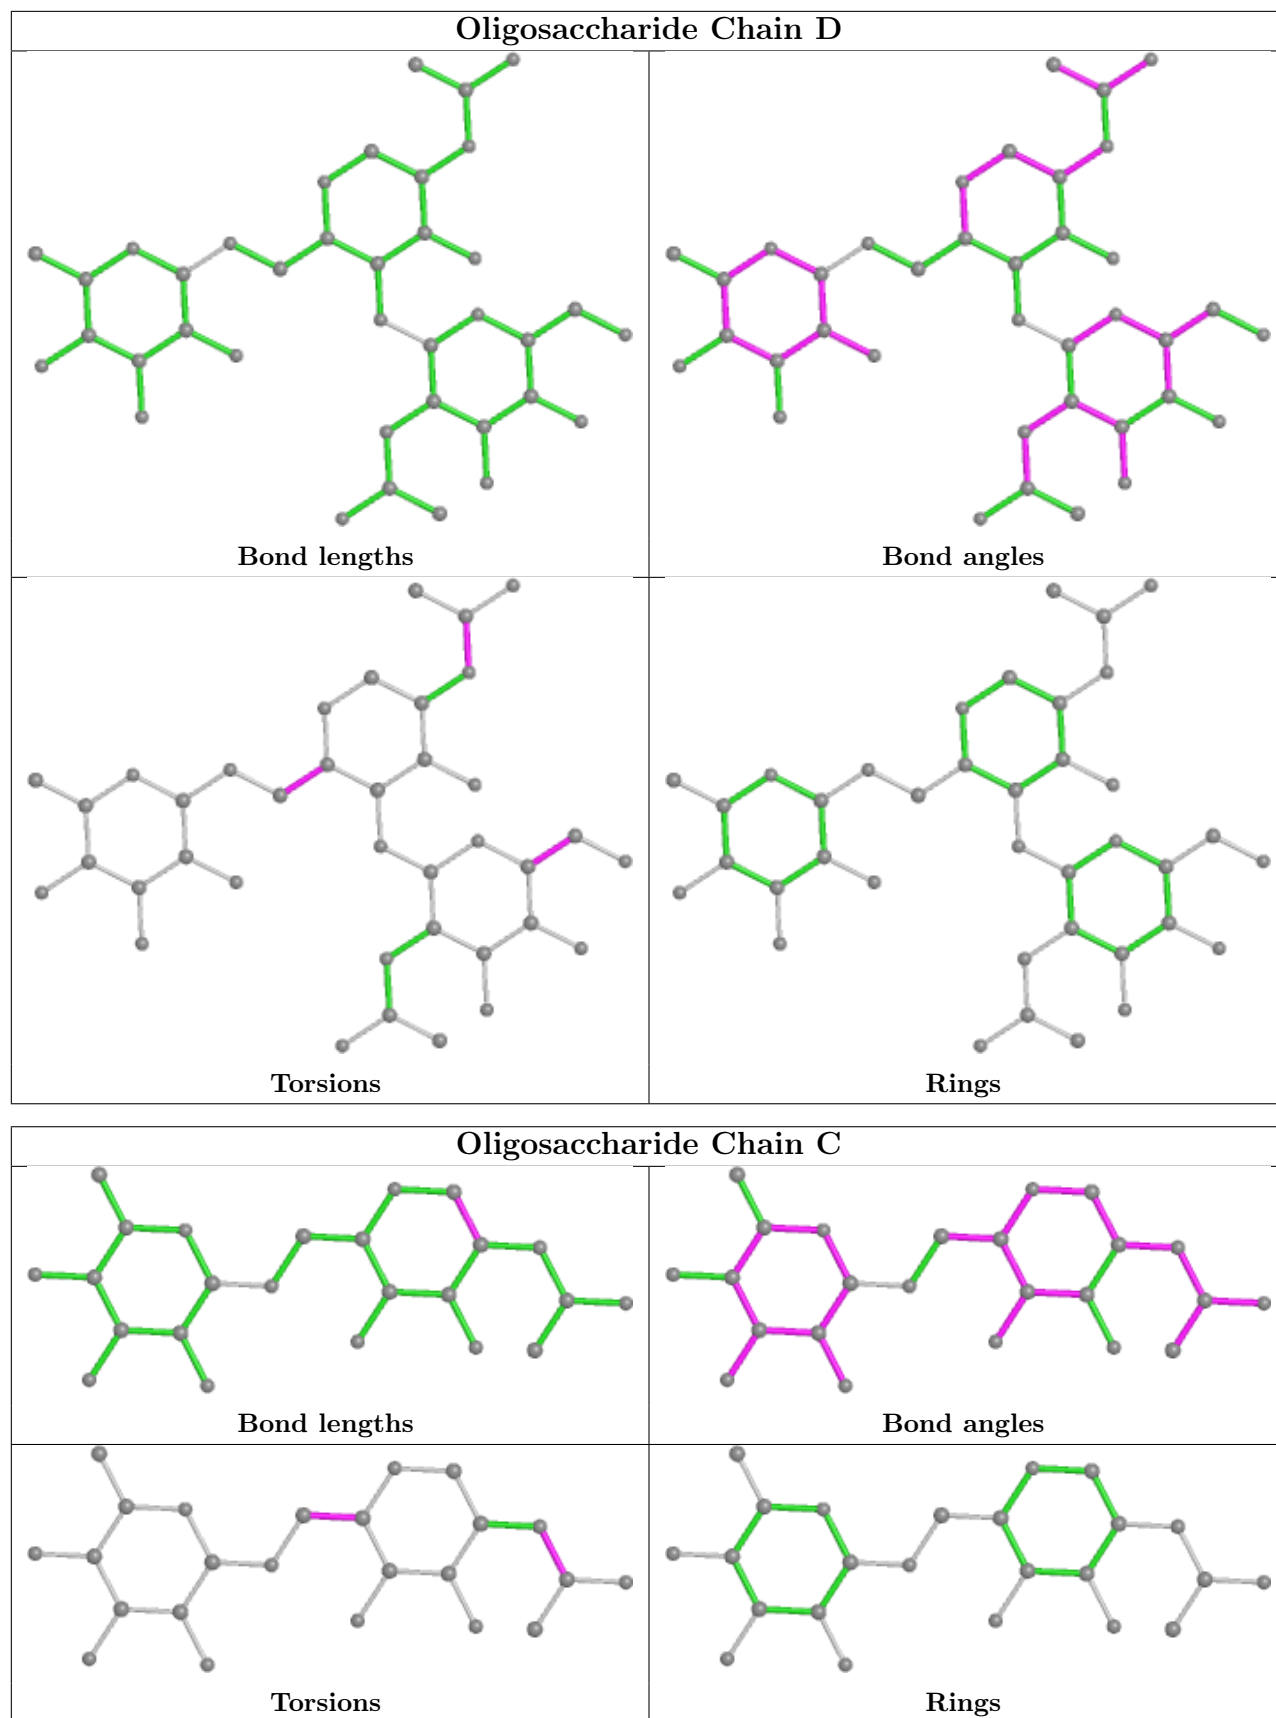 Oligosaccharide Chain D
Bond lengths
Bond angles
Torsions
Rings
Oligosaccharide Chain C
Bond lengths
Bond angles
Torsions
Rings